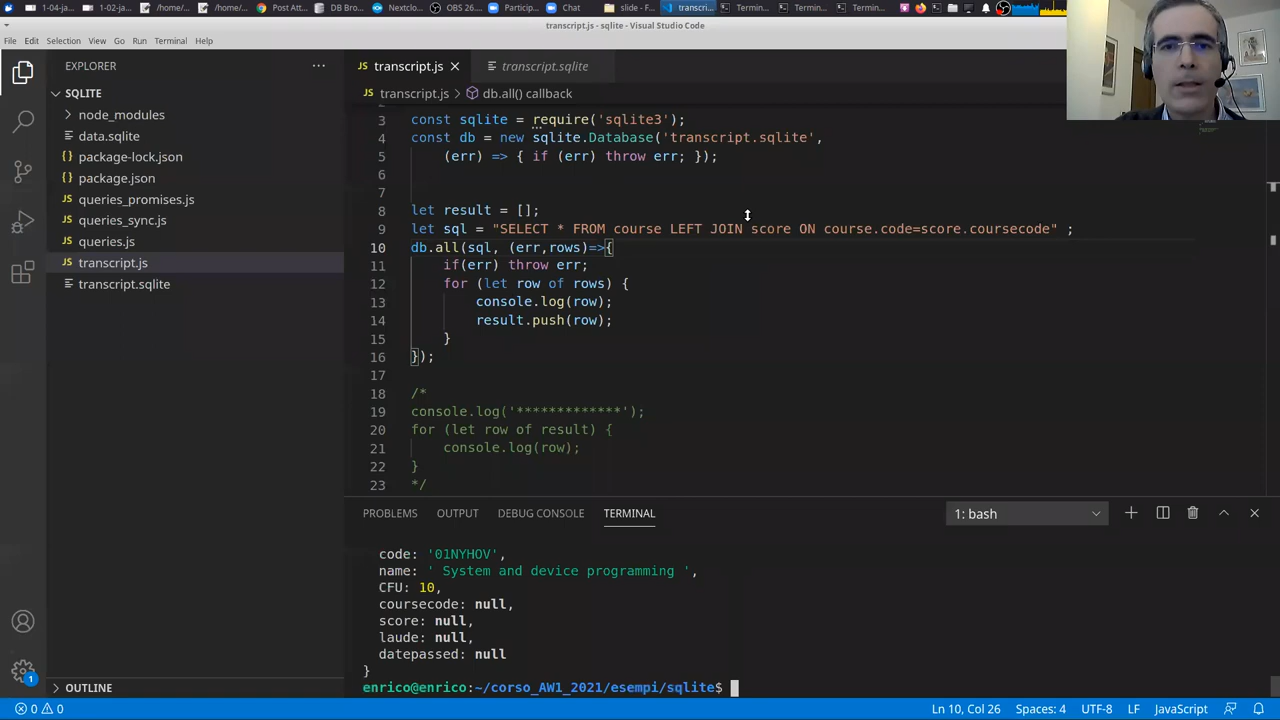 1-04-ja...
1-02-jav...
/home/...
/home/...
Post Att...
DB Bro...
Nextclo...
OBS 26....
Particip...
Chat
slide - F...
transcri...
Termin...
Termin...
Termin...
transcript.js - sqlite - Visual Studio Code
File Edit Selection View Go Run Terminal Help
EXPLORER
SQLITE
node_modules
data.sqlite
package-lock.json
package.json
JS queries_promises.js
JS queries_sync.js
JS queries.js
JS transcript.js
transcript.sqlite
OUTLINE
JS transcript.js
transcript.sqlite
JS transcript.js > db.all() callback
3 const sqlite = require('sqlite3');
4 const db = new sqlite.Database('transcript.sqlite',
5 (err) => { if (err) throw err; });
6
7
8 let result = [];
9 let sql = "SELECT * FROM course LEFT JOIN score ON course.code=score.coursecode" ;
10 db.all(sql, (err,rows)=>{
11 if(err) throw err;
12 for (let row of rows) {
13 console.log(row);
14 result.push(row);
15 }
16 });
17
18 /*
19 console.log('*************');
20 for (let row of result) {
21 console.log(row);
22 }
23 */
PROBLEMS OUTPUT DEBUG CONSOLE TERMINAL
1: bash
code: '01NYHOV',
name: ' System and device programming ',
CFU: 10,
coursecode: null,
score: null,
laude: null,
datepassed: null
}
enrico@enrico:~/corso_AW1_2021/esempi/sqlite$
1
0 0
Ln 10, Col 26 Spaces: 4 UTF-8 LF JavaScript